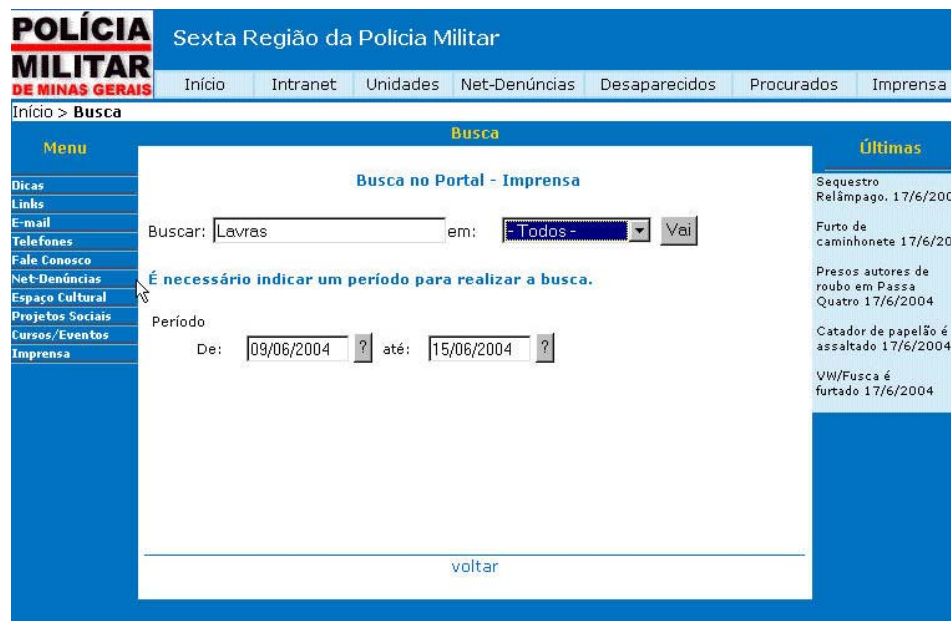 POLÍCIA
MILITAR
DE MINAS GERAIS
Sexta Região da Polícia Militar
Início Intranet Unidades Net-Denúncias Desaparecidos Procurados Imprensa
Início > Busca
Menu
Dicas
Links
E-mail
Telefones
Fale Conosco
Net-Denúncias
Espaço Cultural
Projetos Sociais
Cursos/Eventos
Imprensa
Busca
Busca no Portal - Imprensa
Buscar: Lavras em: - Todos - Vai
É necessário indicar um período para realizar a busca.
Período
De: 09/06/2004 ? até: 15/06/2004 ?
voltar
Últimas
Sequestro
Relâmpago. 17/6/200
Furto de
caminhonete 17/6/20
Presos autores de
roubo em Passa
Quatro 17/6/2004
Catador de papelão é
assaltado 17/6/2004
VW/Fusca é
furtado 17/6/2004